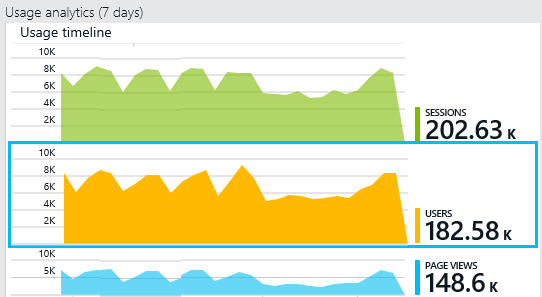 Usage analytics (7 days)
Usage timeline
10K
8K
6K
4K
2K
SESSIONS
202.63 K
10K
8K
6K
4K
2K
USERS
182.58 K
10K
5K
PAGE VIEWS
148.6 K